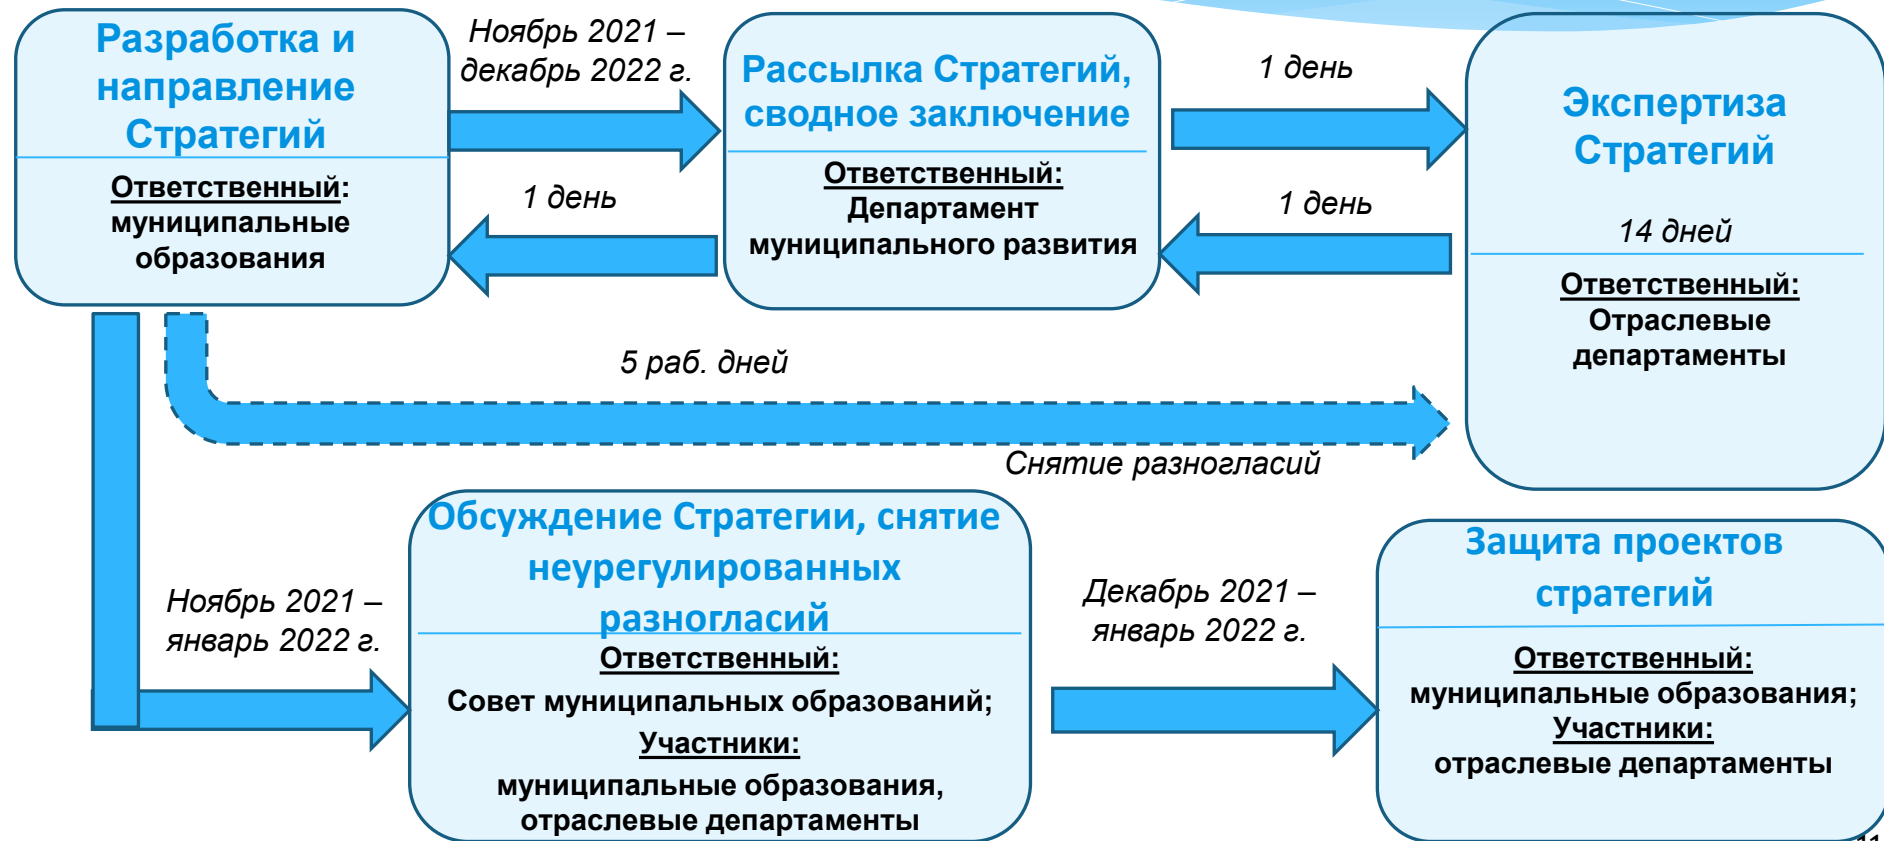 Разработка и
направление
Стратегий
Ответственный:
муниципальные
образования
Ноябрь 2021 –
декабрь 2022 г.
1 день
Рассылка Стратегий,
сводное заключение
Ответственный:
Департамент
муниципального развития
1 день
1 день
Экспертиза
Стратегий
14 дней
Ответственный:
Отраслевые
департаменты
5 раб. дней
Снятие разногласий
Ноябрь 2021 –
январь 2022 г.
Обсуждение Стратегии, снятие
неурегулированных
разногласий
Ответственный:
Совет муниципальных образований;
Участники:
муниципальные образования,
отраслевые департаменты
Декабрь 2021 –
январь 2022 г.
Защита проектов
стратегий
Ответственный:
муниципальные образования;
Участники:
отраслевые департаменты